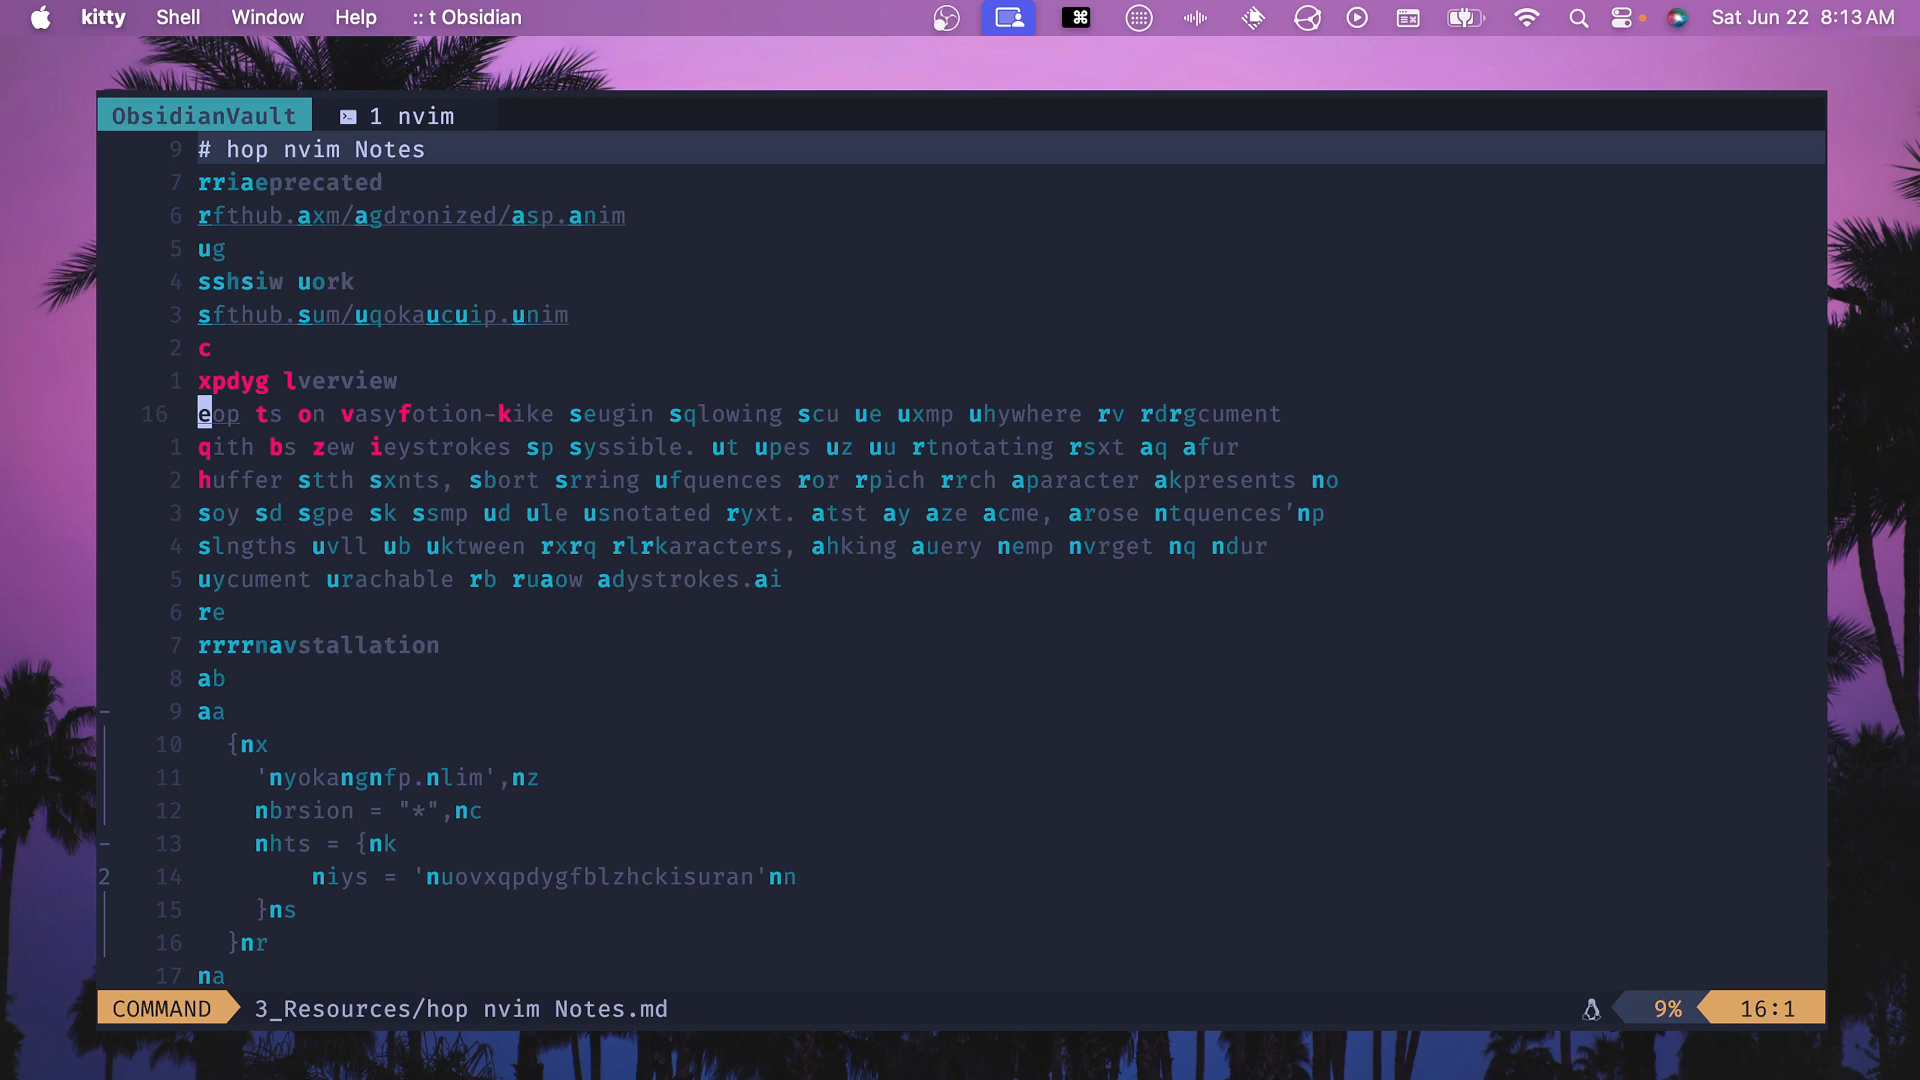 kitty Shell Window Help :: t Obsidian Sat Jun 22 8:13 AM
ObsidianVault 1 nvim
9 # hop nvim Notes
7 rriaeprecated
6 rfthub.axm/agdronized/asp.anim
5 ug
4 sshsiw uork
3 sfthub.sum/uqokaucuip.unim
2 c
1 xpdyg lverview
16 eop ts on vasyfotion-kike seugin sqlowing scu ue uxmp uhywhere rv rdrgcument
1 qith bs zew ieystrokes sp syssible. ut upes uz uu rtnotating rsxt aq afur
2 huffer stth sxnts, sbort srring ufquences ror rpich rrch aparacter akpresents no
3 soy sd sgpe sk ssmp ud ule usnotated ryxt. atst ay aze acme, arose ntquences’np
4 slngths uvll ub uktween rxrq rlrkaracters, ahking auery nemp nvrget nq ndur
5 uycument urachable rb ruaow adystrokes.ai
6 re
7 rrrrnavstallation
8 ab
9 aa
10 {nx
11 'nyokangnfp.nlim',nz
12 nbrsion = "*",nc
13 nhts = {nk
2 14 niys = 'nuovxqpdygfblzhckisuran'nn
15 }ns
16 }nr
17 na
COMMAND 3_Resources/hop nvim Notes.md 9% 16:1